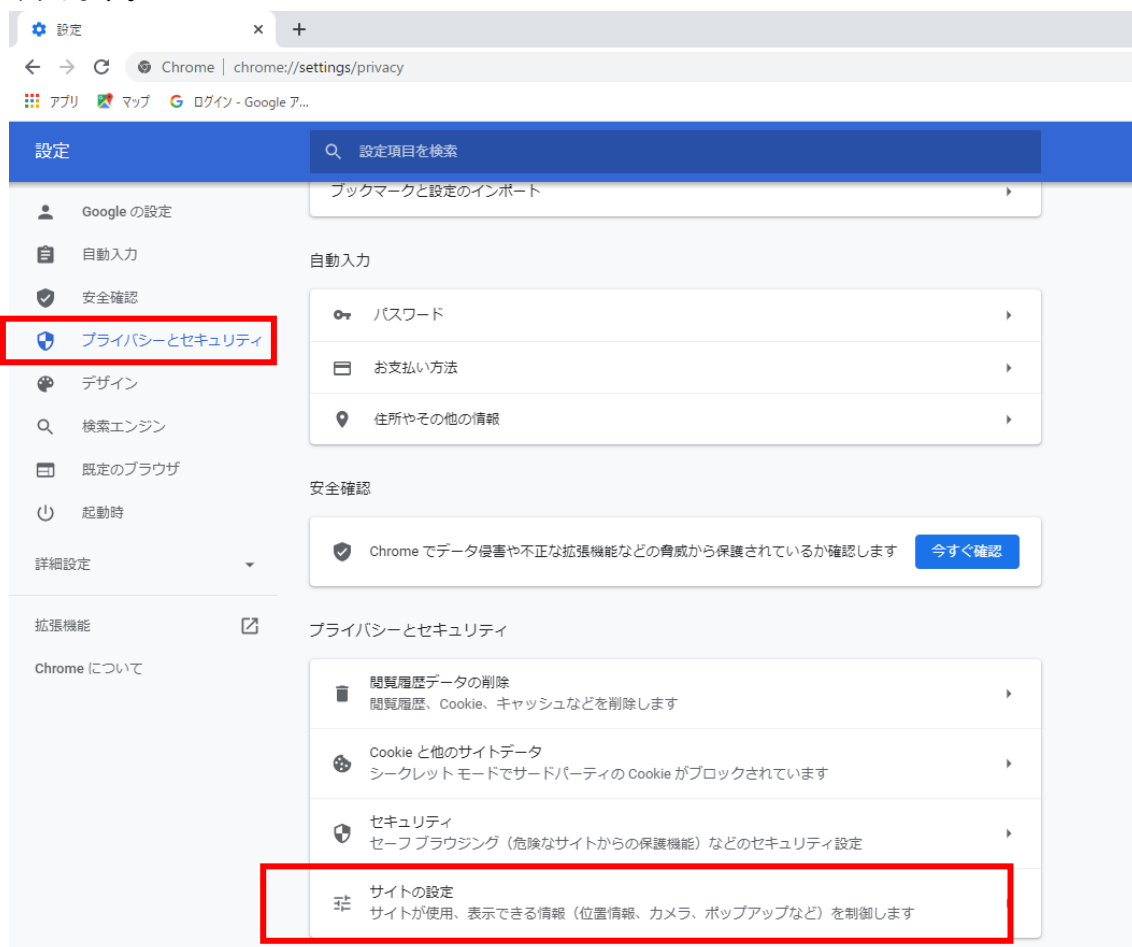 設定
Chrome | chrome://settings/privacy
アプリ マップ ログイン - Google ア...
設定
設定項目を検索
ブックマークと設定のインポート
Google の設定
自動入力
安全確認
プライバシーとセキュリティ
デザイン
検索エンジン
既定のブラウザ
起動時
詳細設定
拡張機能
Chrome について
自動入力
パスワード
お支払い方法
住所やその他の情報
安全確認
Chrome でデータ侵害や不正な拡張機能などの脅威から保護されているか確認します
今すぐ確認
プライバシーとセキュリティ
閲覧履歴データの削除
閲覧履歴、Cookie、キャッシュなどを削除します
Cookie と他のサイトデータ
シークレット モードでサードパーティの Cookie がブロックされています
セキュリティ
セーフ ブラウジング（危険なサイトからの保護機能）などのセキュリティ設定
サイトの設定
サイトが使用、表示できる情報（位置情報、カメラ、ポップアップなど）を制御します